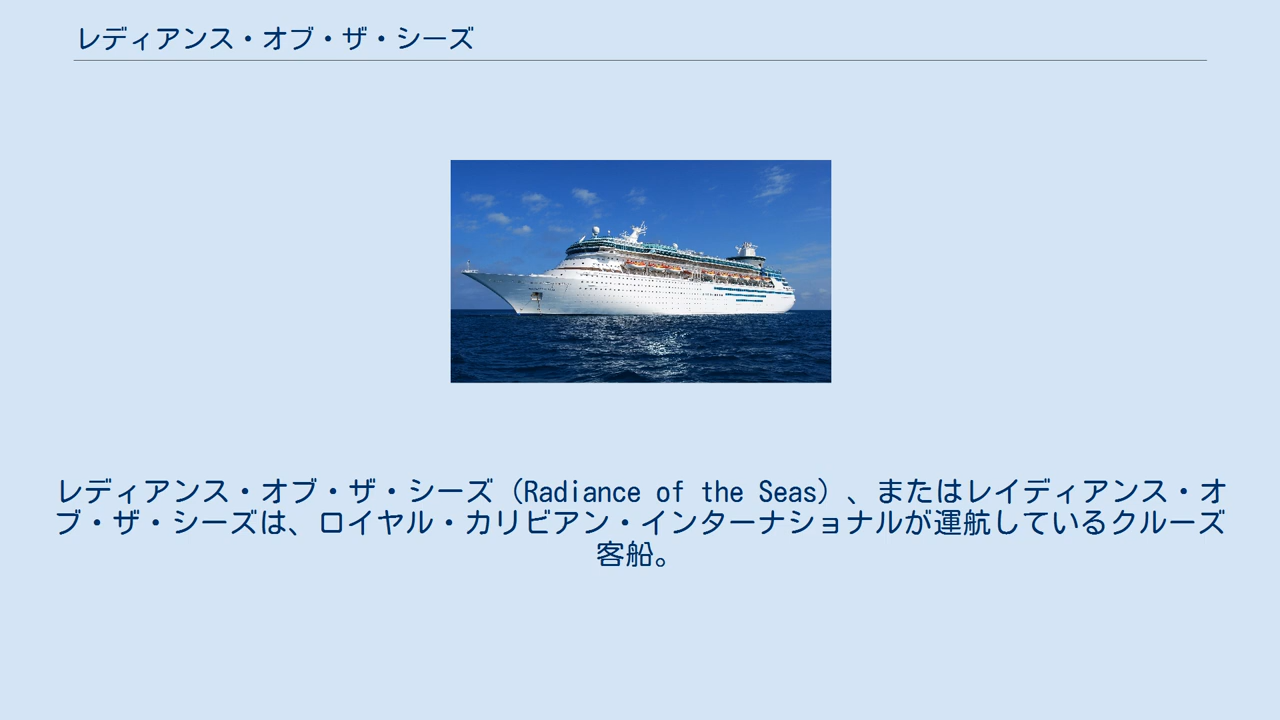 レディアンス・オブ・ザ・シーズ
レディアンス・オブ・ザ・シーズ（Radiance of the Seas）、またはレイディアンス・オ
ブ・ザ・シーズは、ロイヤル・カリビアン・インターナショナルが運航しているクルーズ
客船。